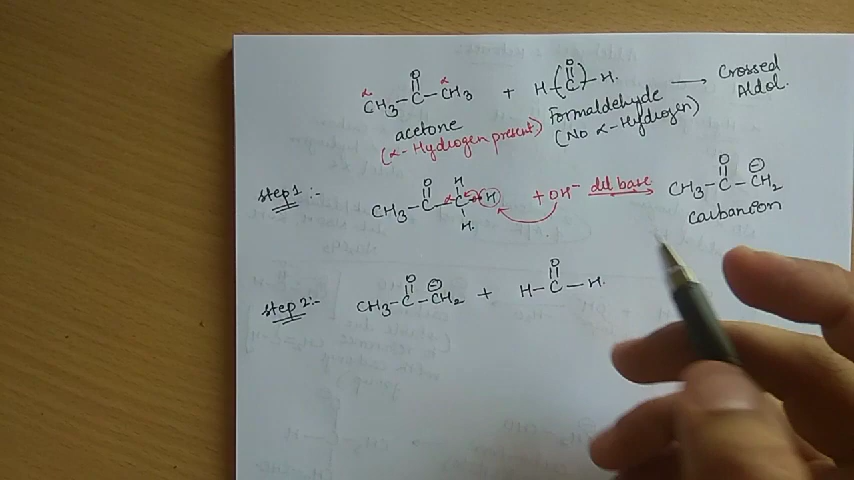 α O α
CH₃-C-CH₃ + H-(C)-H. → Crossed Aldol.
acetone Formaldehyde
(α-Hydrogen present) (No α-Hydrogen)
Step 1:- CH₃-C-C-H + OH⁻ dil base CH₃-C-CH₂
O H α H. O ⊖
Carbanion
Step 2:- CH₃-C-CH₂ + H-C-H.
O ⊖ O